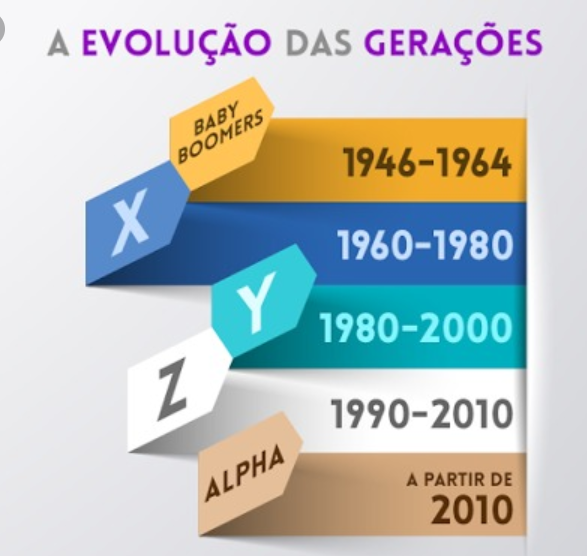 A EVOLUÇÃO DAS GERAÇÕES
BABY
BOOMERS
1946-1964
X
1960-1980
Y
1980-2000
Z
1990-2010
ALPHA
A PARTIR DE
2010